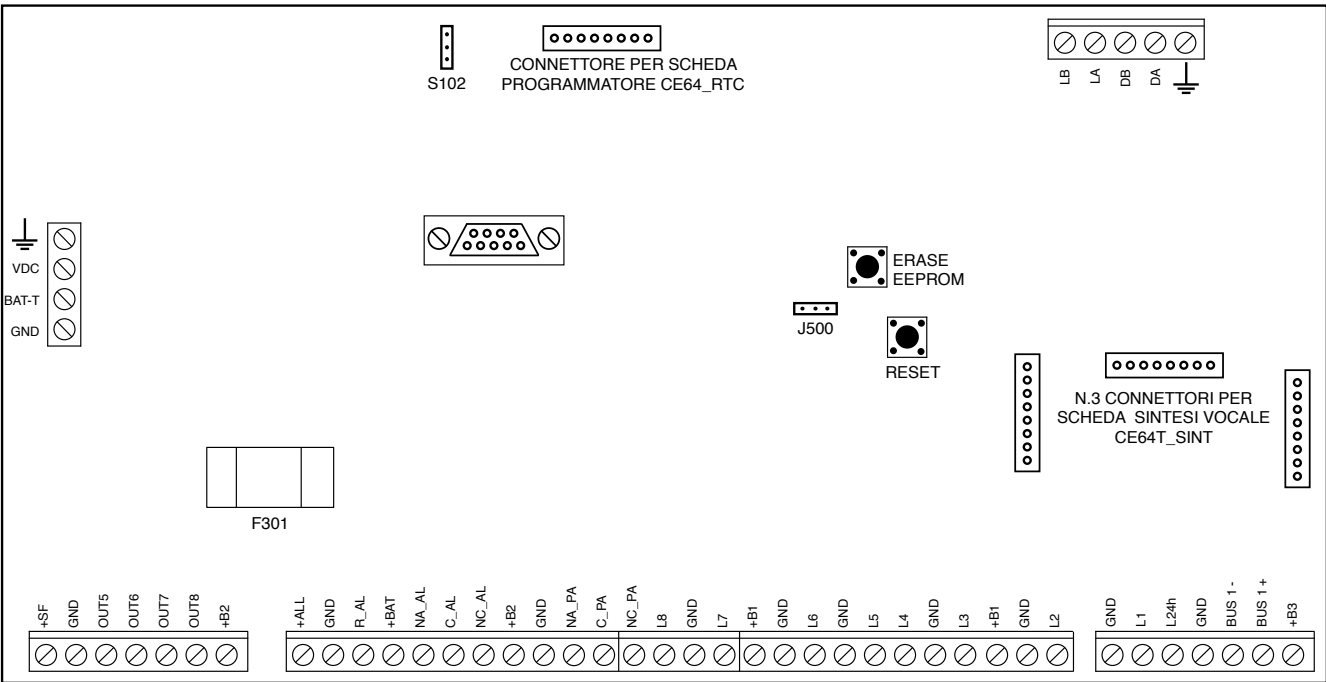 S102
CONNETTORE PER SCHEDA
PROGRAMMATORE CE64_RTC
LB
LA
DB
DA
VDC
BAT-T
GND
ERASE
EEPROM
J500
RESET
N.3 CONNETTORI PER
SCHEDA SINTESI VOCALE
CE64T_SINT
F301
+SF
GND
OUT5
OUT6
OUT7
OUT8
+B2
+ALL
GND
R_AL
+BAT
NA_AL
C_AL
NC_AL
+B2
GND
NA_PA
C_PA
NC_PA
L8
GND
L7
+B1
GND
L6
GND
L5
L4
GND
L3
+B1
GND
L2
GND
L1
L24h
GND
BUS 1 -
BUS 1 +
+B3